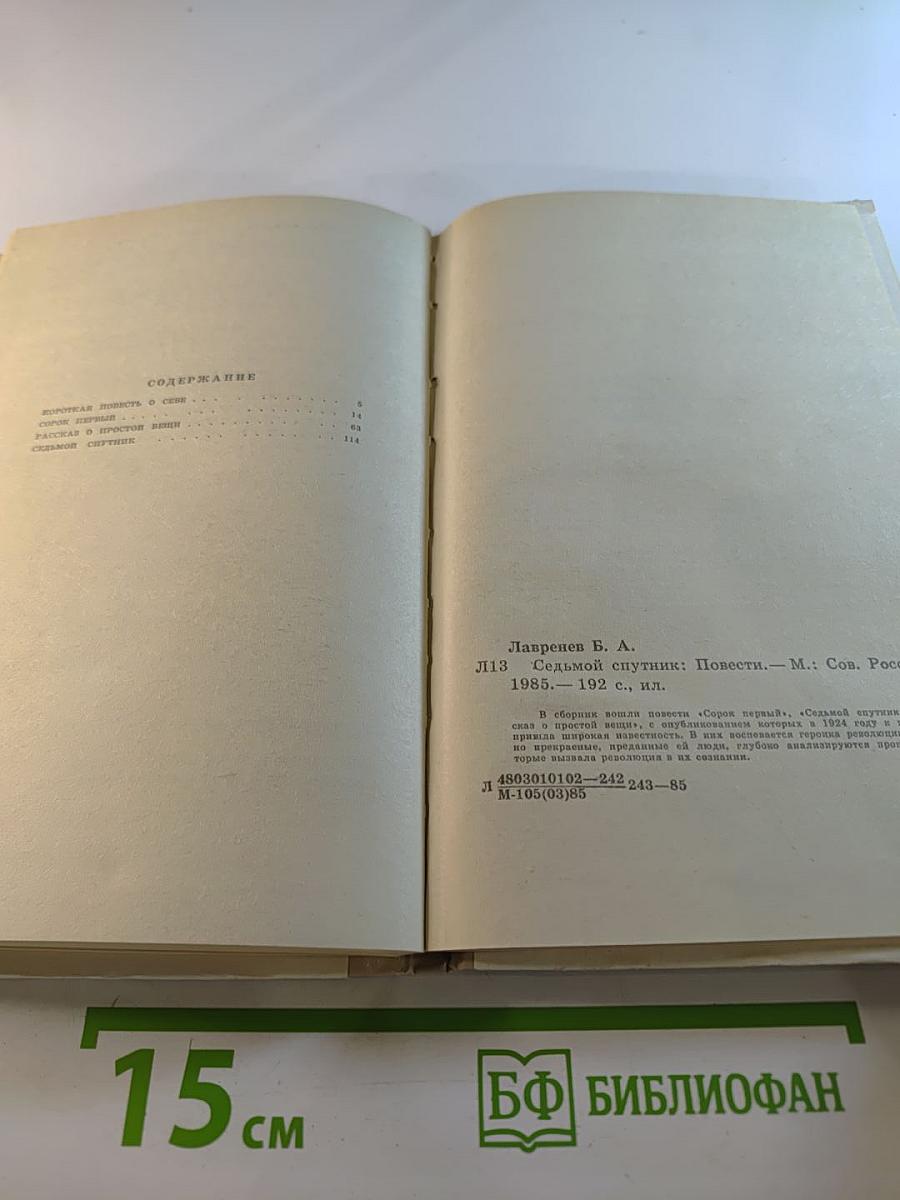 СОДЕРЖАНИЕ
КОРОТКАЯ ПОВЕСТЬ О СЕБЕ . . . . . . . . . . . 5
СОРОК ПЕРВЫЙ . . . . . . . . . . . . . . 14
РАССКАЗ О ПРОСТОЙ ВЕЩИ . . . . . . . . . . . . 63
СЕДЬМОЙ СПУТНИК . . . . . . . . . . . . . 114
Лавренев Б. А.
Л13 Седьмой спутник: Повести.— М.: Сов. Росс
1985.— 192 с., ил.
В сборник вошли повести «Сорок первый», «Седьмой спутник
сказ о простой вещи», с опубликованием которых в 1924 году к
пришла широкая известность. В них воспевается героика революции
но прекрасные, преданные ей люди, глубоко анализируются
торые вызвала революция в их сознании.
Л 4803010102—242 243—85
М-105(03)85
15 см
БФ БИБЛИОФАН